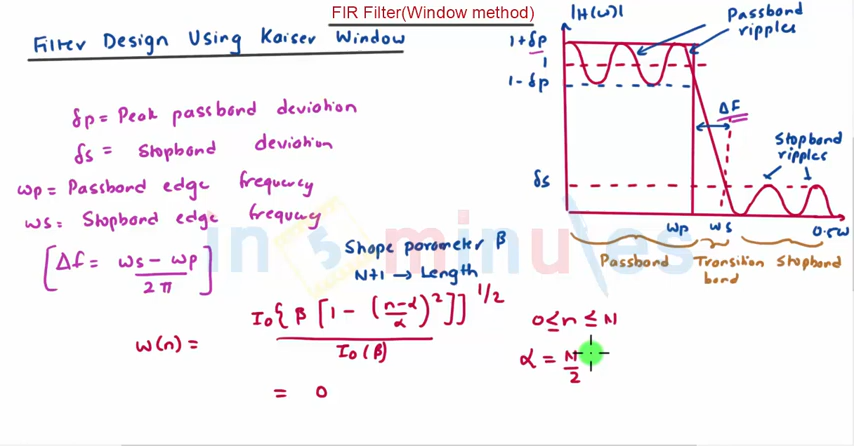 FIR Filter(Window method)
Filter Design Using Kaiser Window
δp = Peak passband deviation
δs = Stopband deviation
ωp = Passband edge frequency
ωs = Stopband edge frequency
[Δf = ωs − ωp / 2π]
Shape parameter β
N+1 → Length
w(n) = I₀{β [1 − ((n−α)/α)²]]^1/2 / I₀(β)
0 ≤ n ≤ N
α = N/2
= 0
|H(ω)|
Passband
ripples
1+δp
1
1−δp
Δf
Stopband
ripples
δs
ωp ωs 0.5ω
Passband Transition Stopband
band
in 5 minutes